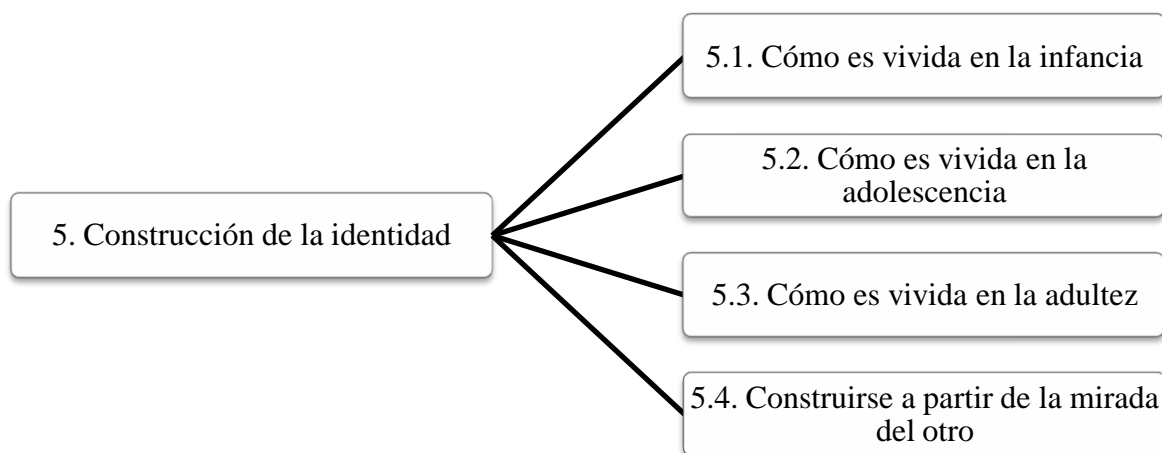 5.1. Cómo es vivida en la infancia
5.2. Cómo es vivida en la
adolescencia
5. Construcción de la identidad
5.3. Cómo es vivida en la adultez
5.4. Construirse a partir de la mirada
del otro